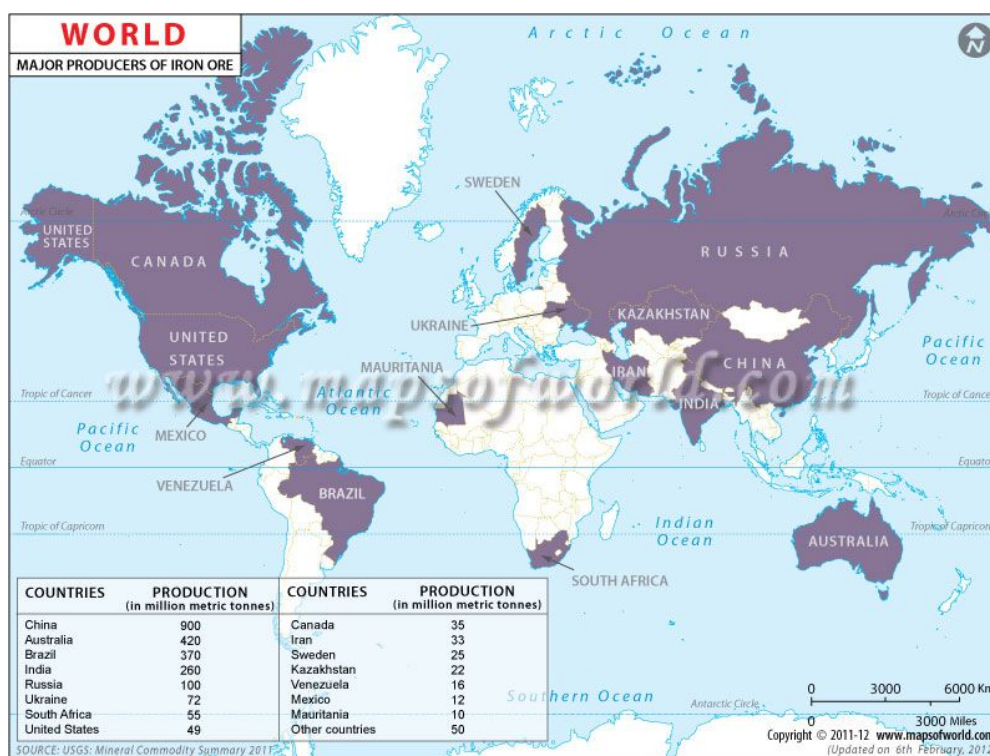 WORLD
MAJOR PRODUCERS OF IRON ORE
Arctic Ocean
N
SWEDEN
Arctic Circle
UNITED
STATES
CANADA
RUSSIA
UKRAINE
KAZAKHSTAN
UNITED
STATES
Pacific
Ocean
CHINA
MAURITANIA
IRAN
www.mapsofworld.com
Tropic of Cancer
Atlantic
Ocean
INDIA
Tropic of Cance
Pacific
Ocean
MEXICO
Equator
Equato
VENEZUELA
BRAZIL
Tropic of Capricorn
Indian
Ocean
Tropic of Capricorn
AUSTRALIA
SOUTH AFRICA
COUNTRIES PRODUCTION COUNTRIES PRODUCTION
(in million metric tonnes) (in million metric tonnes)
China 900 Canada 35
Australia 420 Iran 33
Brazil 370 Sweden 25
India 260 Kazakhstan 22
Russia 100 Venezuela 16
Ukraine 72 Mexico 12
South Africa 55 Mauritania 10
United States 49 Other countries 50
Southern Ocean
0 3000 6000 Km
Antarctic Circle
0 3000 Miles
Copyright © 2011-12 www.mapsofworld.com
SOURCE: USGS: Mineral Commodity Summary 2011
(Updated on 6th February, 201